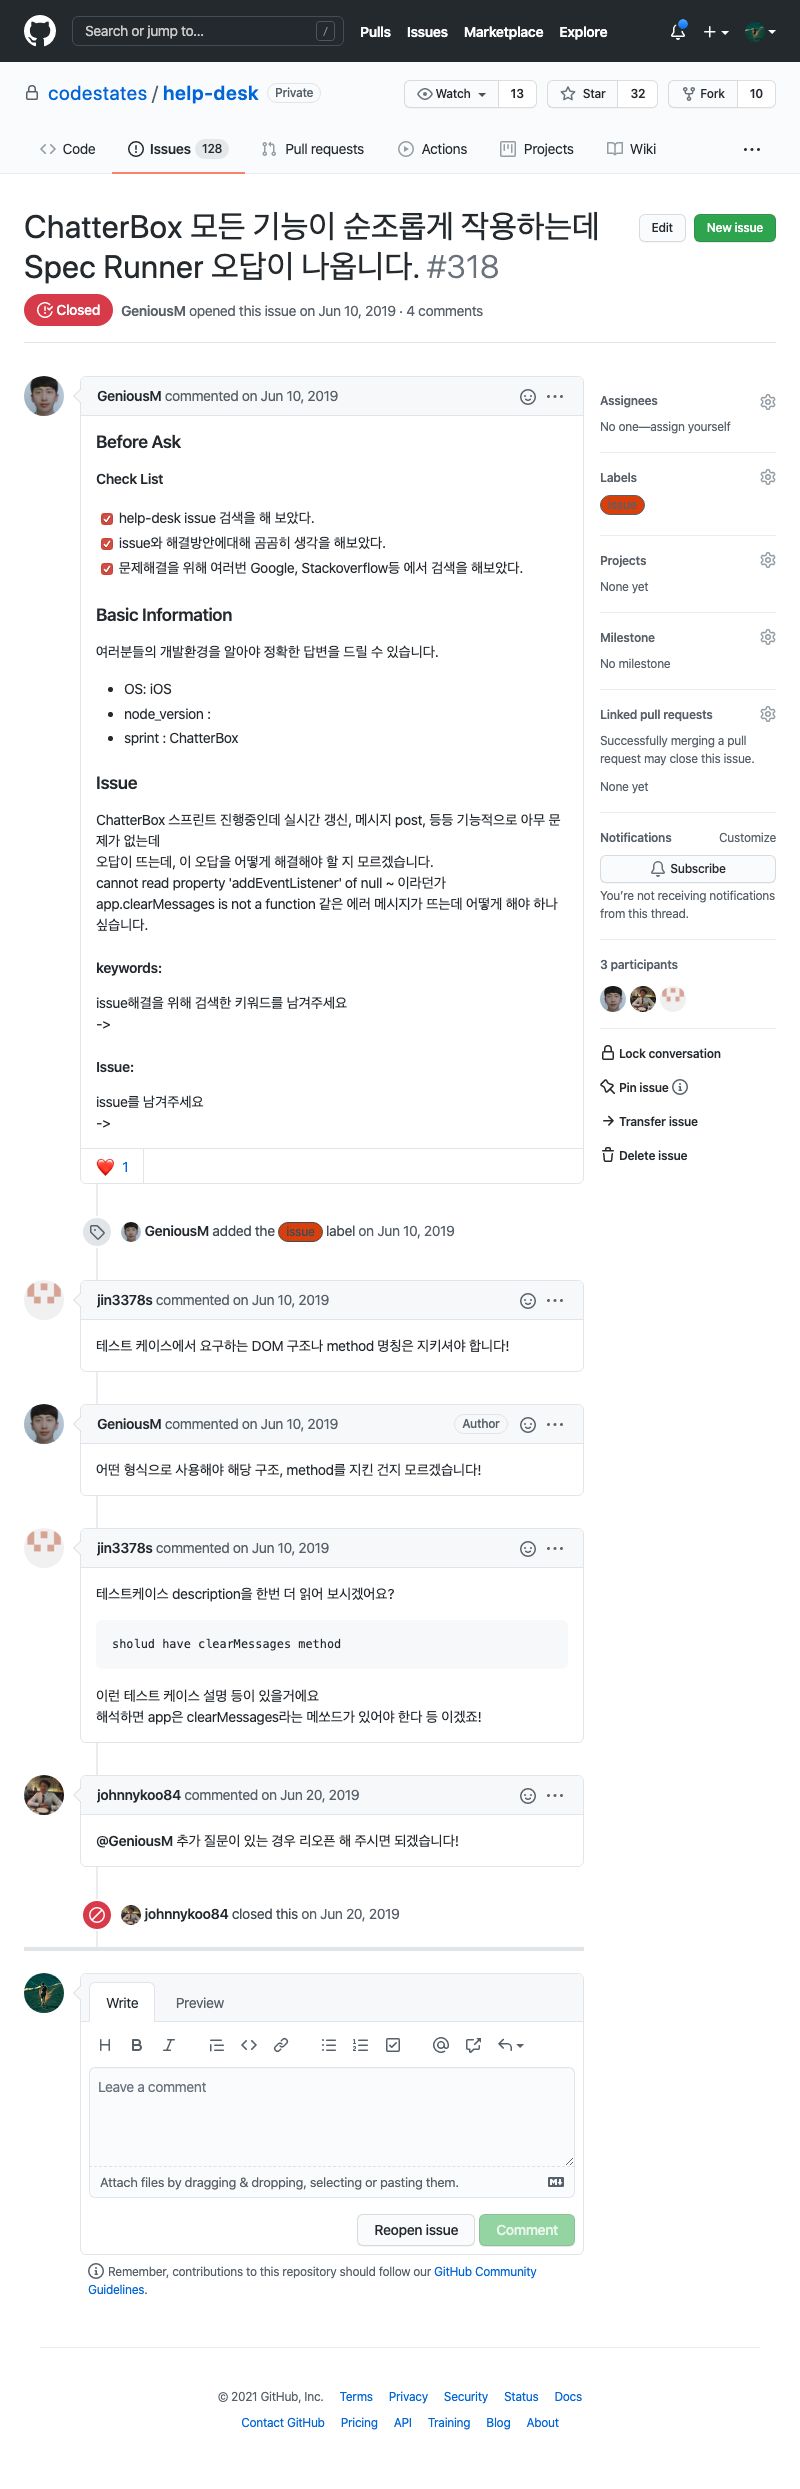 Search or jump to...
/
Pulls
Issues
Marketplace
Explore
codestates / help-desk
Private
Watch
13
Star
32
Fork
10
Code
Issues 128
Pull requests
Actions
Projects
Wiki
ChatterBox 모든 기능이 순조롭게 작용하는데
Spec Runner 오답이 나옵니다. #318
Edit
New issue
Closed
GeniousM opened this issue on Jun 10, 2019 · 4 comments
GeniousM commented on Jun 10, 2019
Before Ask
Check List
help-desk issue 검색을 해 보았다.
issue와 해결방안에대해 곰곰히 생각을 해보았다.
문제해결을 위해 여러번 Google, Stackoverflow등 에서 검색을 해보았다.
Basic Information
여러분들의 개발환경을 알아야 정확한 답변을 드릴 수 있습니다.
• OS: iOS
• node_version :
• sprint : ChatterBox
Issue
ChatterBox 스프린트 진행중인데 실시간 갱신, 메시지 post, 등등 기능적으로 아무 문
제가 없는데
오답이 뜨는데, 이 오답을 어떻게 해결해야 할 지 모르겠습니다.
cannot read property 'addEventListener' of null ~ 이라던가
app.clearMessages is not a function 같은 에러 메시지가 뜨는데 어떻게 해야 하나
싶습니다.
keywords:
issue해결을 위해 검색한 키워드를 남겨주세요
->
Issue:
issue를 남겨주세요
->
1
Assignees
No one—assign yourself
Labels
issue
Projects
None yet
Milestone
No milestone
Linked pull requests
Successfully merging a pull
request may close this issue.
None yet
Notifications
Customize
Subscribe
You’re not receiving notifications
from this thread.
3 participants
Lock conversation
Pin issue
Transfer issue
Delete issue
GeniousM added the issue label on Jun 10, 2019
jin3378s commented on Jun 10, 2019
테스트 케이스에서 요구하는 DOM 구조나 method 명칭은 지키셔야 합니다!
GeniousM commented on Jun 10, 2019
Author
어떤 형식으로 사용해야 해당 구조, method를 지킨 건지 모르겠습니다!
jin3378s commented on Jun 10, 2019
테스트케이스 description을 한번 더 읽어 보시겠어요?
sholud have clearMessages method
이런 테스트 케이스 설명 등이 있을거에요
해석하면 app은 clearMessages라는 메쏘드가 있어야 한다 등 이겠죠!
johnnykoo84 commented on Jun 20, 2019
@GeniousM 추가 질문이 있는 경우 리오픈 해 주시면 되겠습니다!
johnnykoo84 closed this on Jun 20, 2019
Write
Preview
Leave a comment
Attach files by dragging & dropping, selecting or pasting them.
Reopen issue
Comment
Remember, contributions to this repository should follow our GitHub Community
Guidelines.
© 2021 GitHub, Inc.
Terms
Privacy
Security
Status
Docs
Contact GitHub
Pricing
API
Training
Blog
About